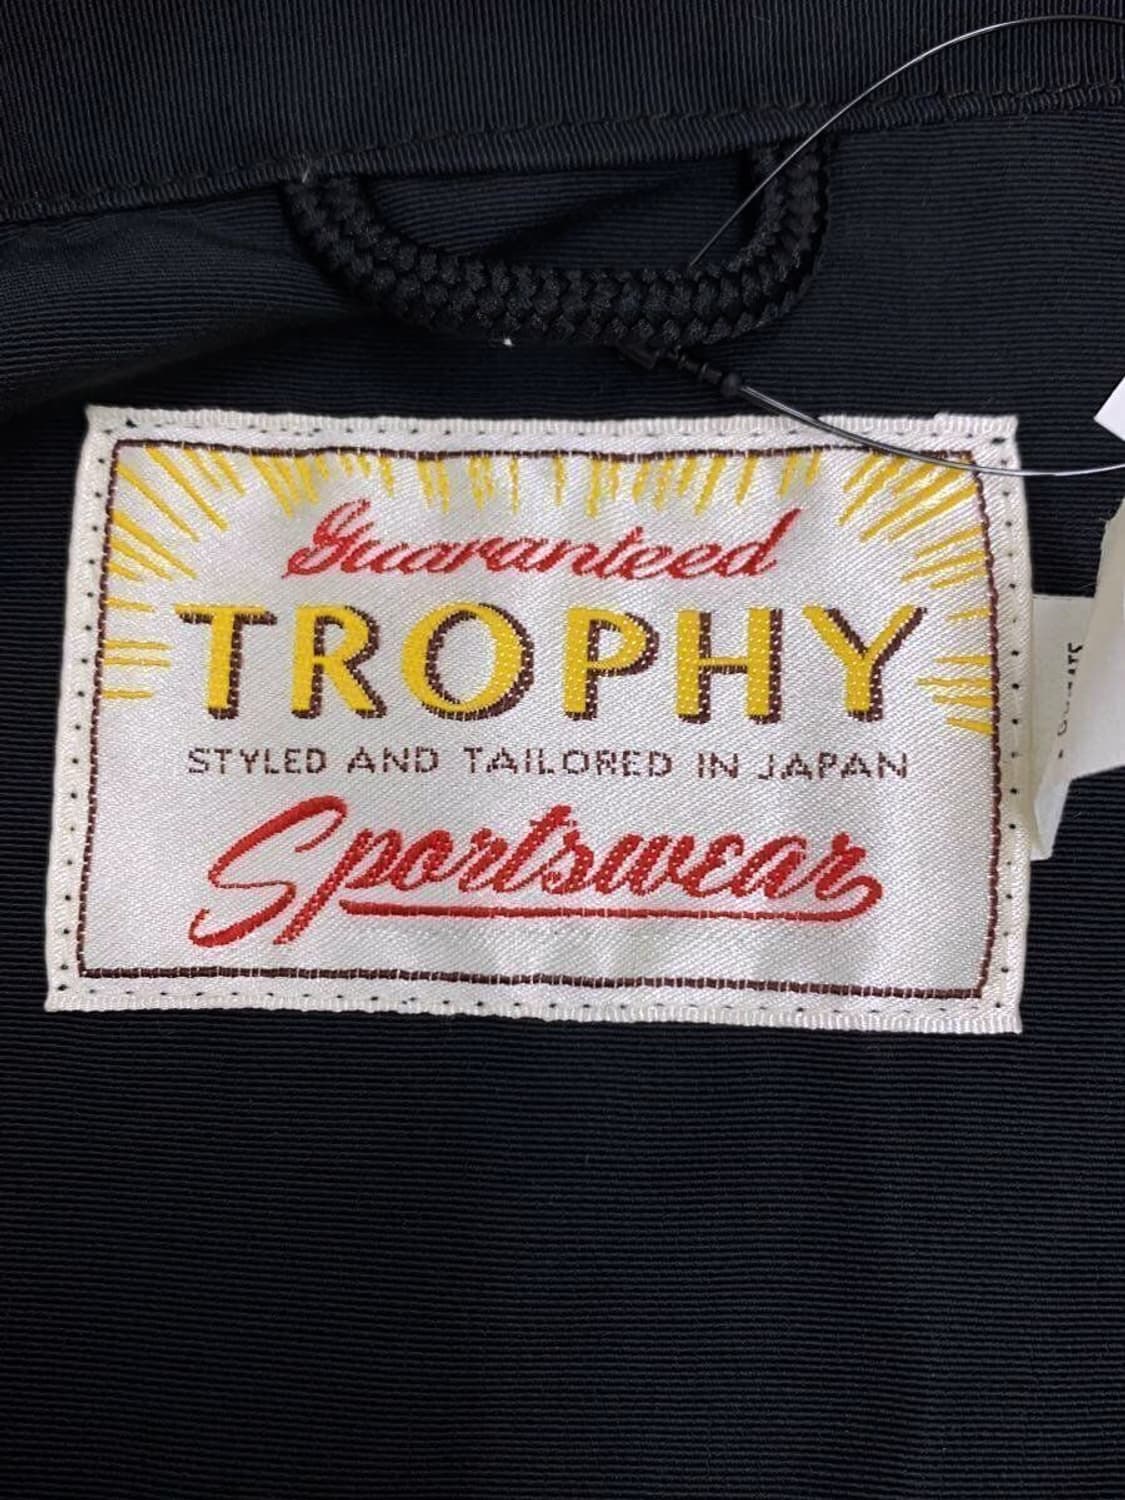 Guaranteed
TROPHY
STYLED AND TAILORED IN JAPAN
Sportswear